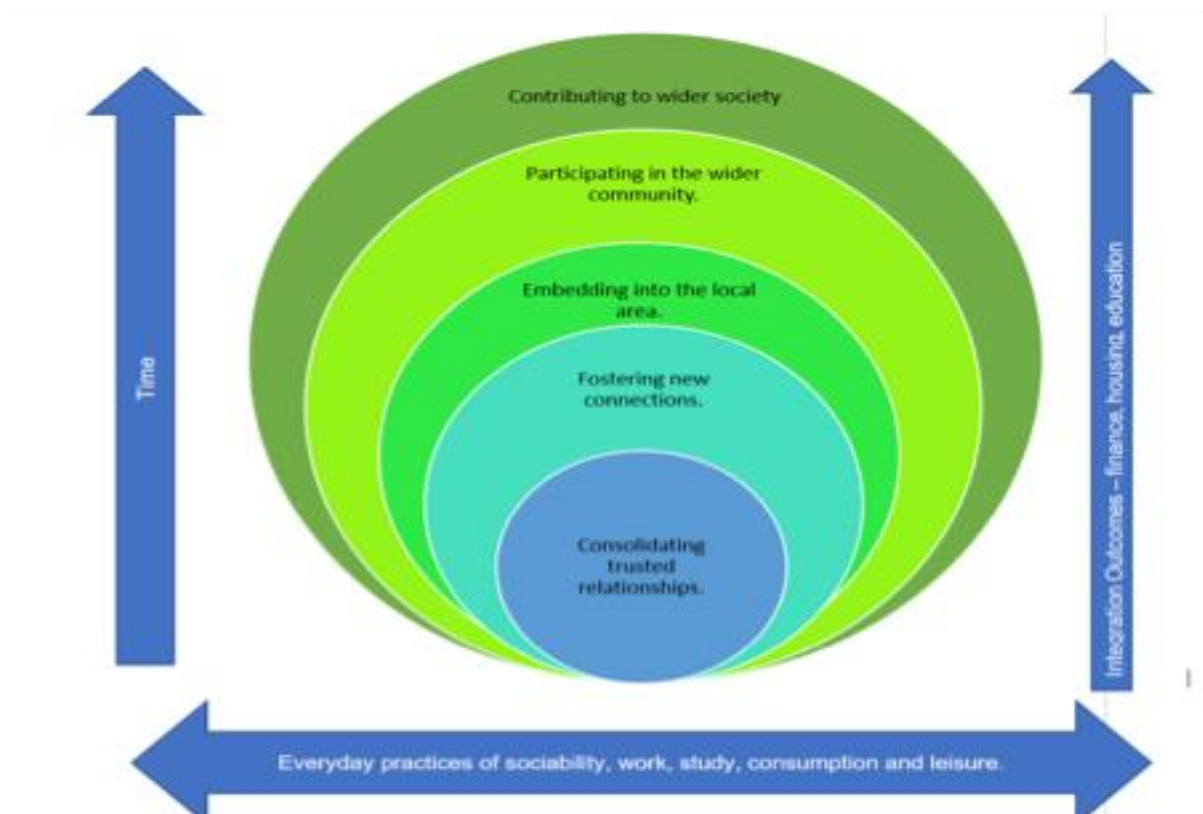 Contributing to wider society
Participating in the wider
community.
Embedding into the local
area.
Fostering new
connections.
Consolidating
trusted
relationships.
Time
Integration Outcomes – finance, housing, education
Everyday practices of sociability, work, study, consumption and leisure.